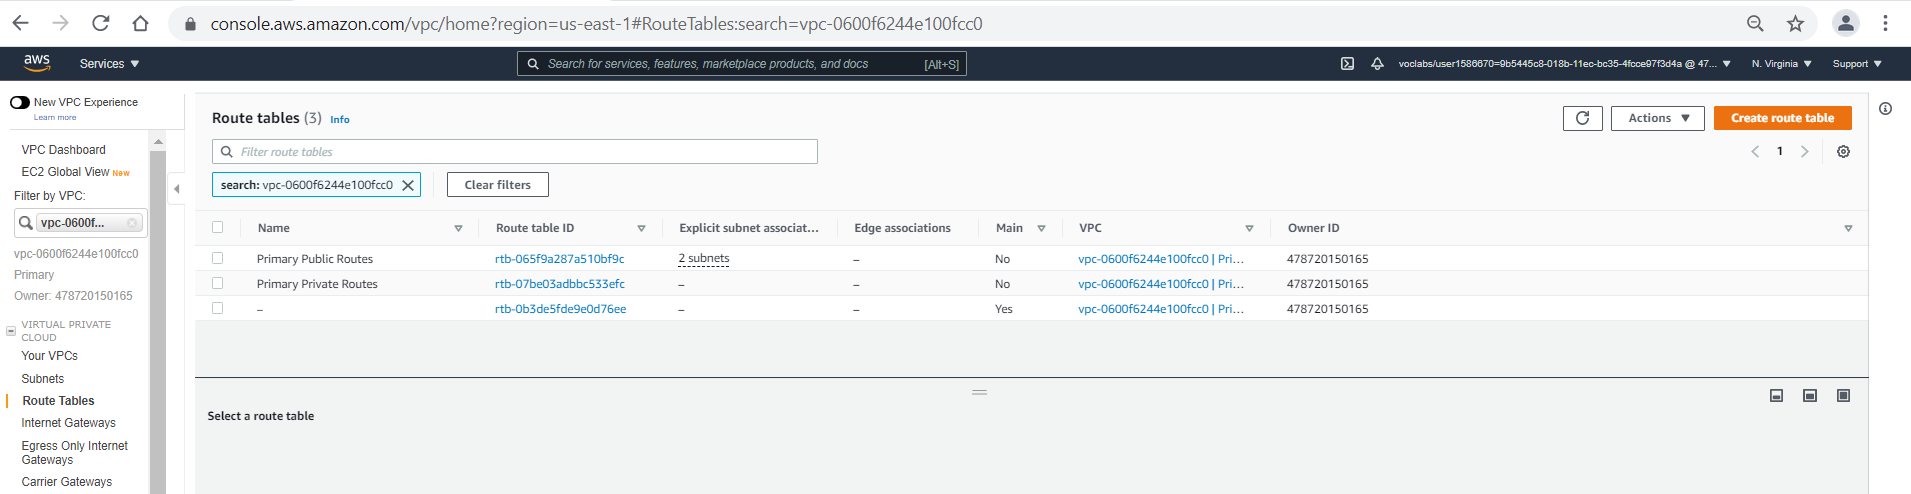 console.aws.amazon.com/vpc/home?region=us-east-1#RouteTables:search=vpc-0600f6244e100fcc0
aws Services Search for services, features, marketplace products, and docs [Alt+S] voclabs/user1586670=9b5445c8-018b-11ec-bc35-4fcce97f3d4a @ 47... N. Virginia Support
New VPC Experience
Learn more
VPC Dashboard
EC2 Global View New
Filter by VPC:
vpc-0600f...
vpc-0600f6244e100fcc0
Primary
Owner: 478720150165
VIRTUAL PRIVATE
CLOUD
Your VPCs
Subnets
Route Tables
Internet Gateways
Egress Only Internet
Gateways
Carrier Gateways
Route tables (3) Info
Actions Create route table
Filter route tables
1
search: vpc-0600f6244e100fcc0 Clear filters
Name Route table ID Explicit subnet associat... Edge associations Main VPC Owner ID
Primary Public Routes rtb-065f9a287a510bf9c 2 subnets – No vpc-0600f6244e100fcc0 | Pri... 478720150165
Primary Private Routes rtb-07be03adbbc533efc – – No vpc-0600f6244e100fcc0 | Pri... 478720150165
– rtb-0b3de5fde9e0d76ee – – Yes vpc-0600f6244e100fcc0 | Pri... 478720150165
Select a route table